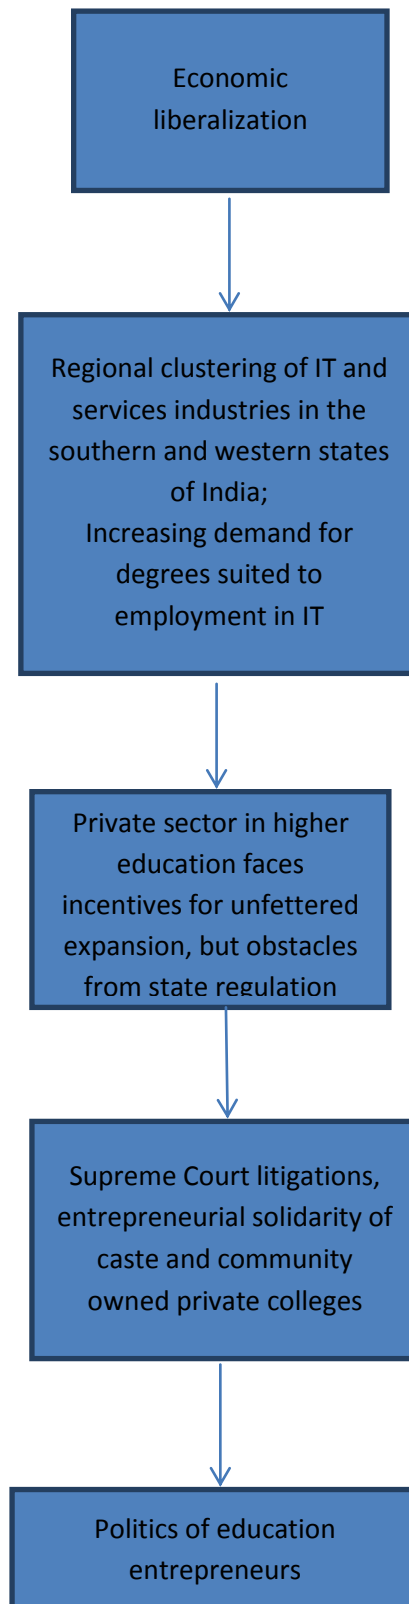 Economic
liberalization
Regional clustering of IT and
services industries in the
southern and western states
of India;
Increasing demand for
degrees suited to
employment in IT
Private sector in higher
education faces
incentives for unfettered
expansion, but obstacles
from state regulation
Supreme Court litigations,
entrepreneurial solidarity of
caste and community
owned private colleges
Politics of education
entrepreneurs